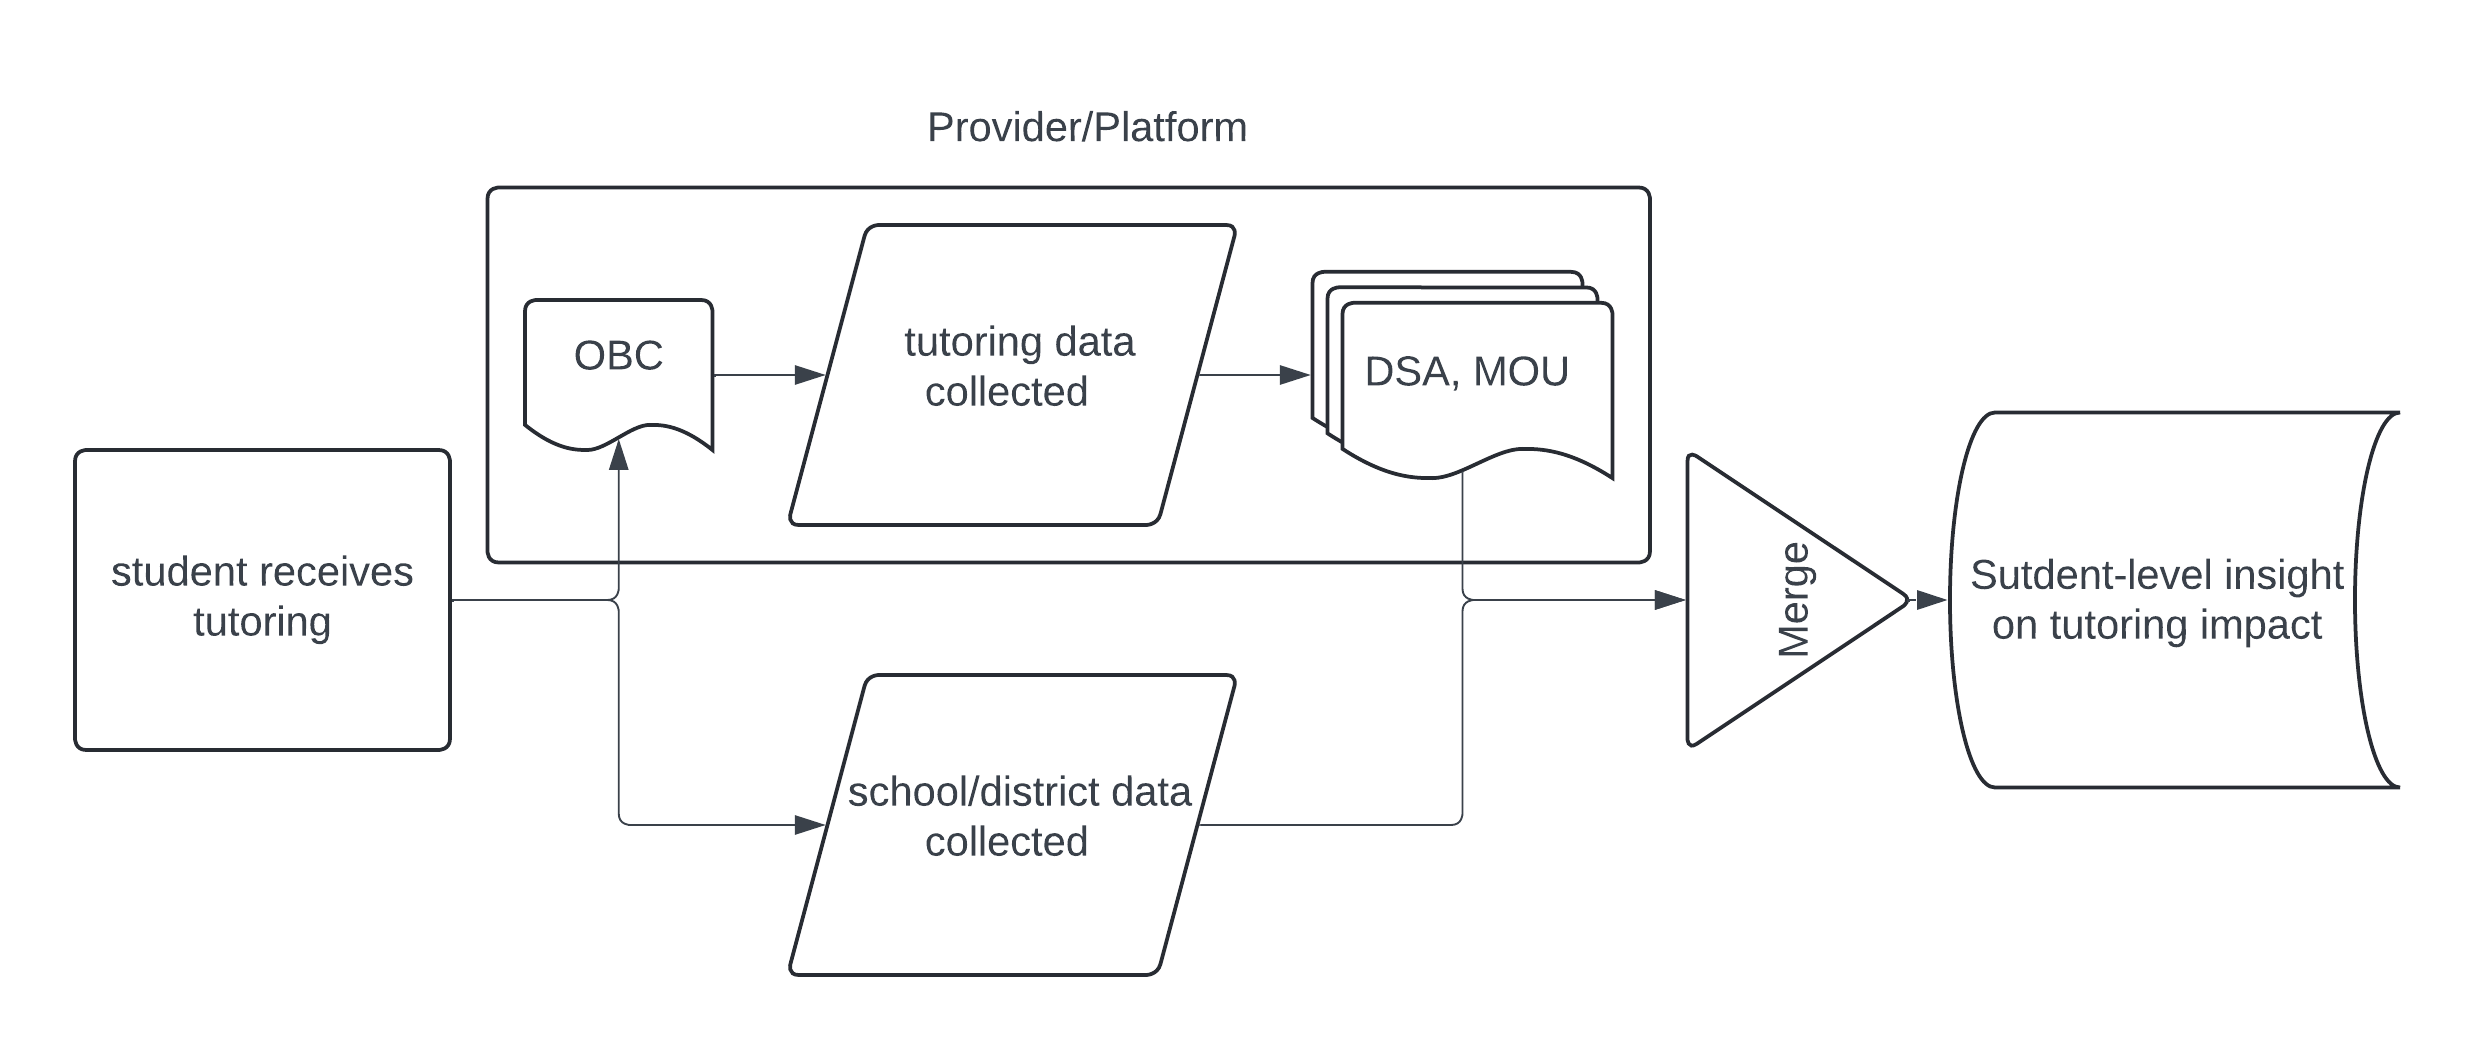 Provider/Platform
OBC
tutoring data
collected
DSA, MOU
student receives
tutoring
Merge
Sutdent-level insight
on tutoring impact
school/district data
collected